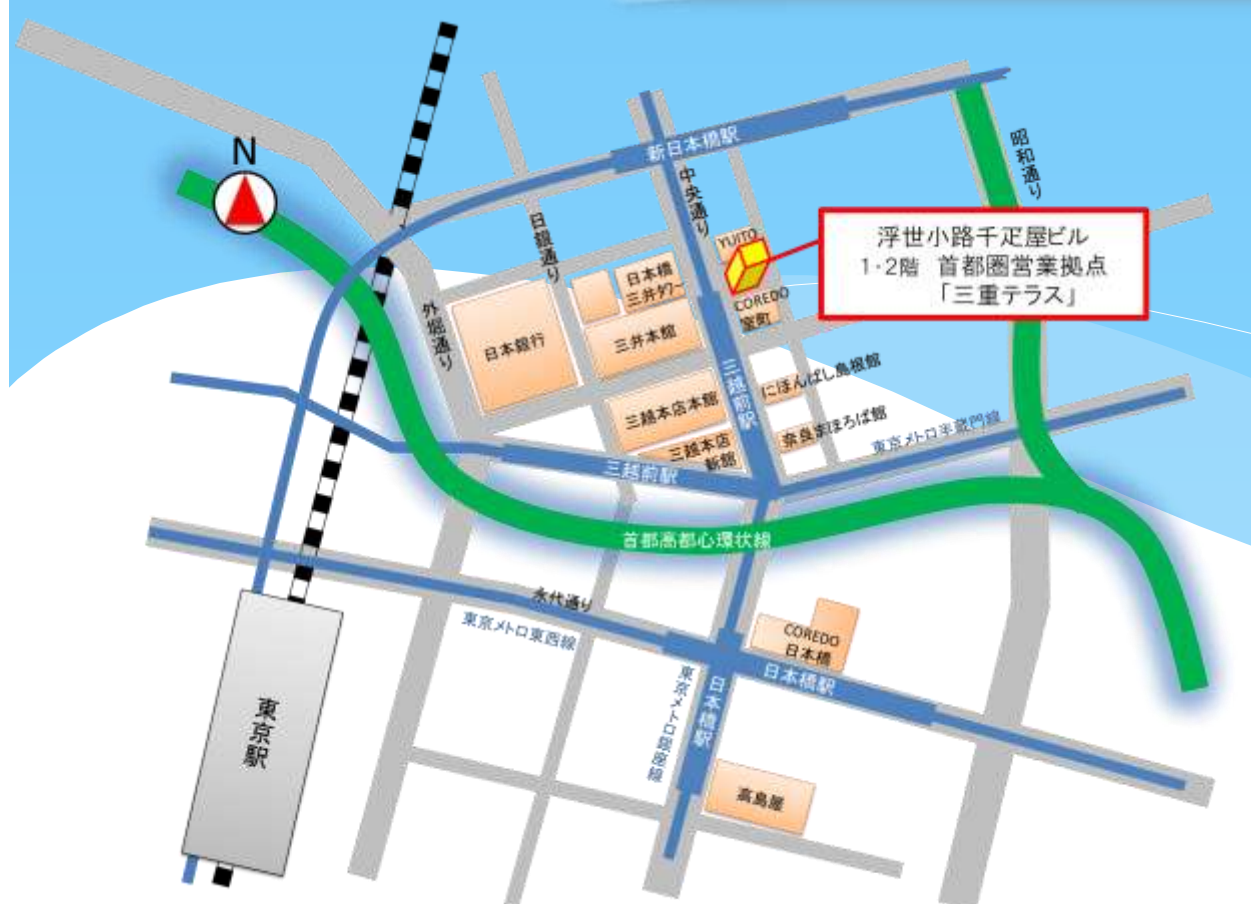 N
新日本橋駅
昭和通り
中央通り
日銀通り
外堀通り
YUITO
浮世小路千疋屋ビル
1・2階 首都圏営業拠点
「三重テラス」
日本橋
三井タワー
COREDO
室町
日本銀行
三井本館
三越前駅
にほんばし島根館
三越本店本館
奈良まほろば館
三越本店
新館
東京メトロ半蔵門線
三越前駅
首都高都心環状線
永代通り
東京メトロ東西線
COREDO
日本橋
日本橋駅
日本橋駅
東京メトロ銀座線
東京駅
高島屋